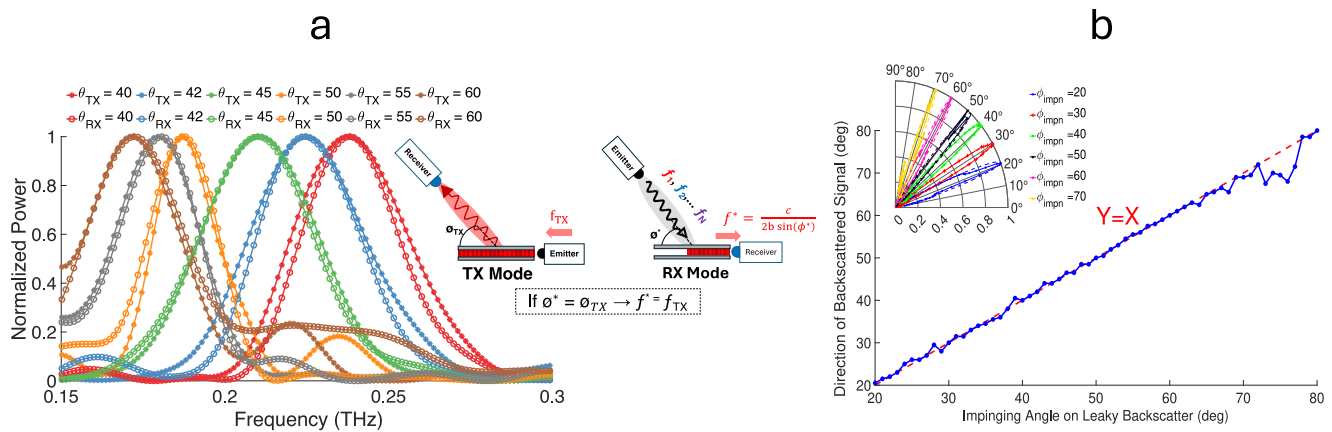 a
θTX = 40 θTX = 42 θTX = 45 θTX = 50 θTX = 55 θTX = 60
θRX = 40 θRX = 42 θRX = 45 θRX = 50 θRX = 55 θRX = 60
Normalized Power
1
0.8
0.6
0.4
0.2
0
0.15
0.2
0.25
0.3
Frequency (THz)
Receiver
øTX
fTX
Emitter
TX Mode
Emitter
f1, f2,.... fN
ø*
f* = c / 2b sin(ϕ*)
Receiver
RX Mode
If ø* = øTX → f* = fTX
b
90°
80°
70°
60°
50°
40°
30°
20°
10°
0°
0
0.2
0.4
0.6
0.8
1
ϕimpn =20
ϕimpn =30
ϕimpn =40
ϕimpn =50
ϕimpn =60
ϕimpn =70
Y=X
Direction of Backscattered Signal (deg)
80
70
60
50
40
30
20
20
30
40
50
60
70
80
Impinging Angle on Leaky Backscatter (deg)